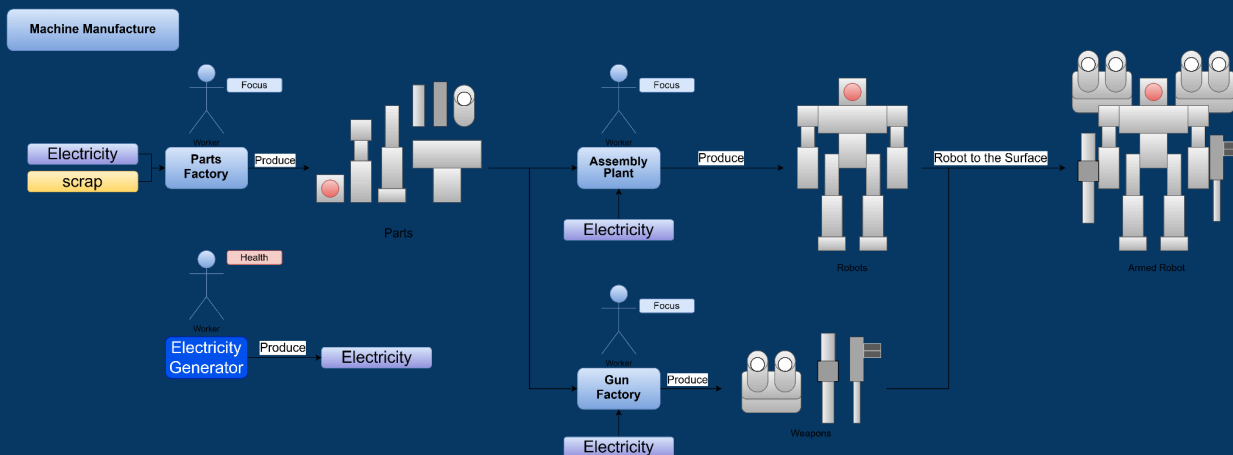 Machine Manufacture
Focus
Worker
Electricity
scrap
Parts
Factory
Produce
Parts
Focus
Worker
Assembly
Plant
Electricity
Produce
Robots
Robot to the Surface
Armed Robot
Health
Worker
Electricity
Generator
Produce
Electricity
Focus
Worker
Gun
Factory
Electricity
Produce
Weapons